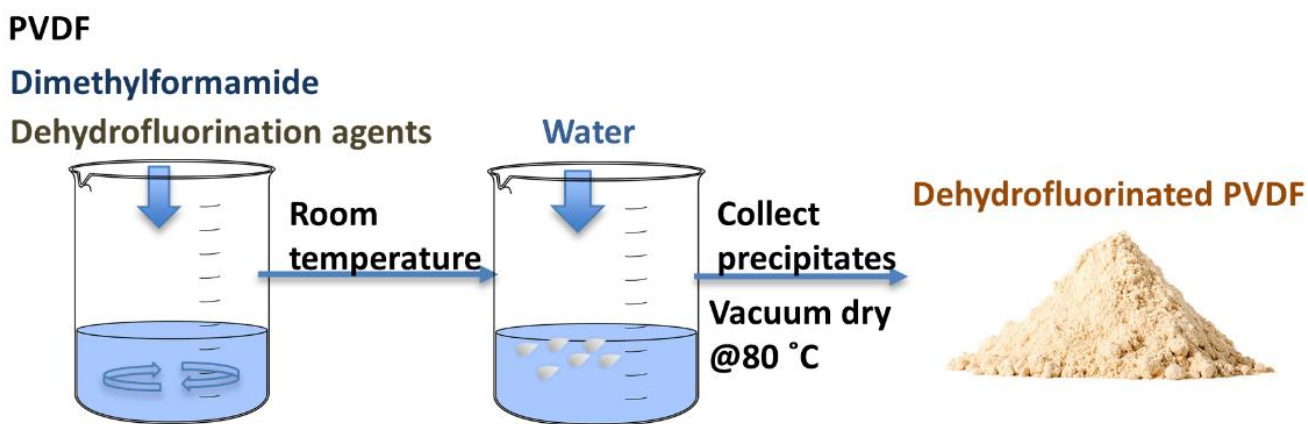 PVDF
Dimethylformamide
Dehydrofluorination agents
Water
Room
temperature
Collect
precipitates
Vacuum dry
@80 ˚C
Dehydrofluorinated PVDF